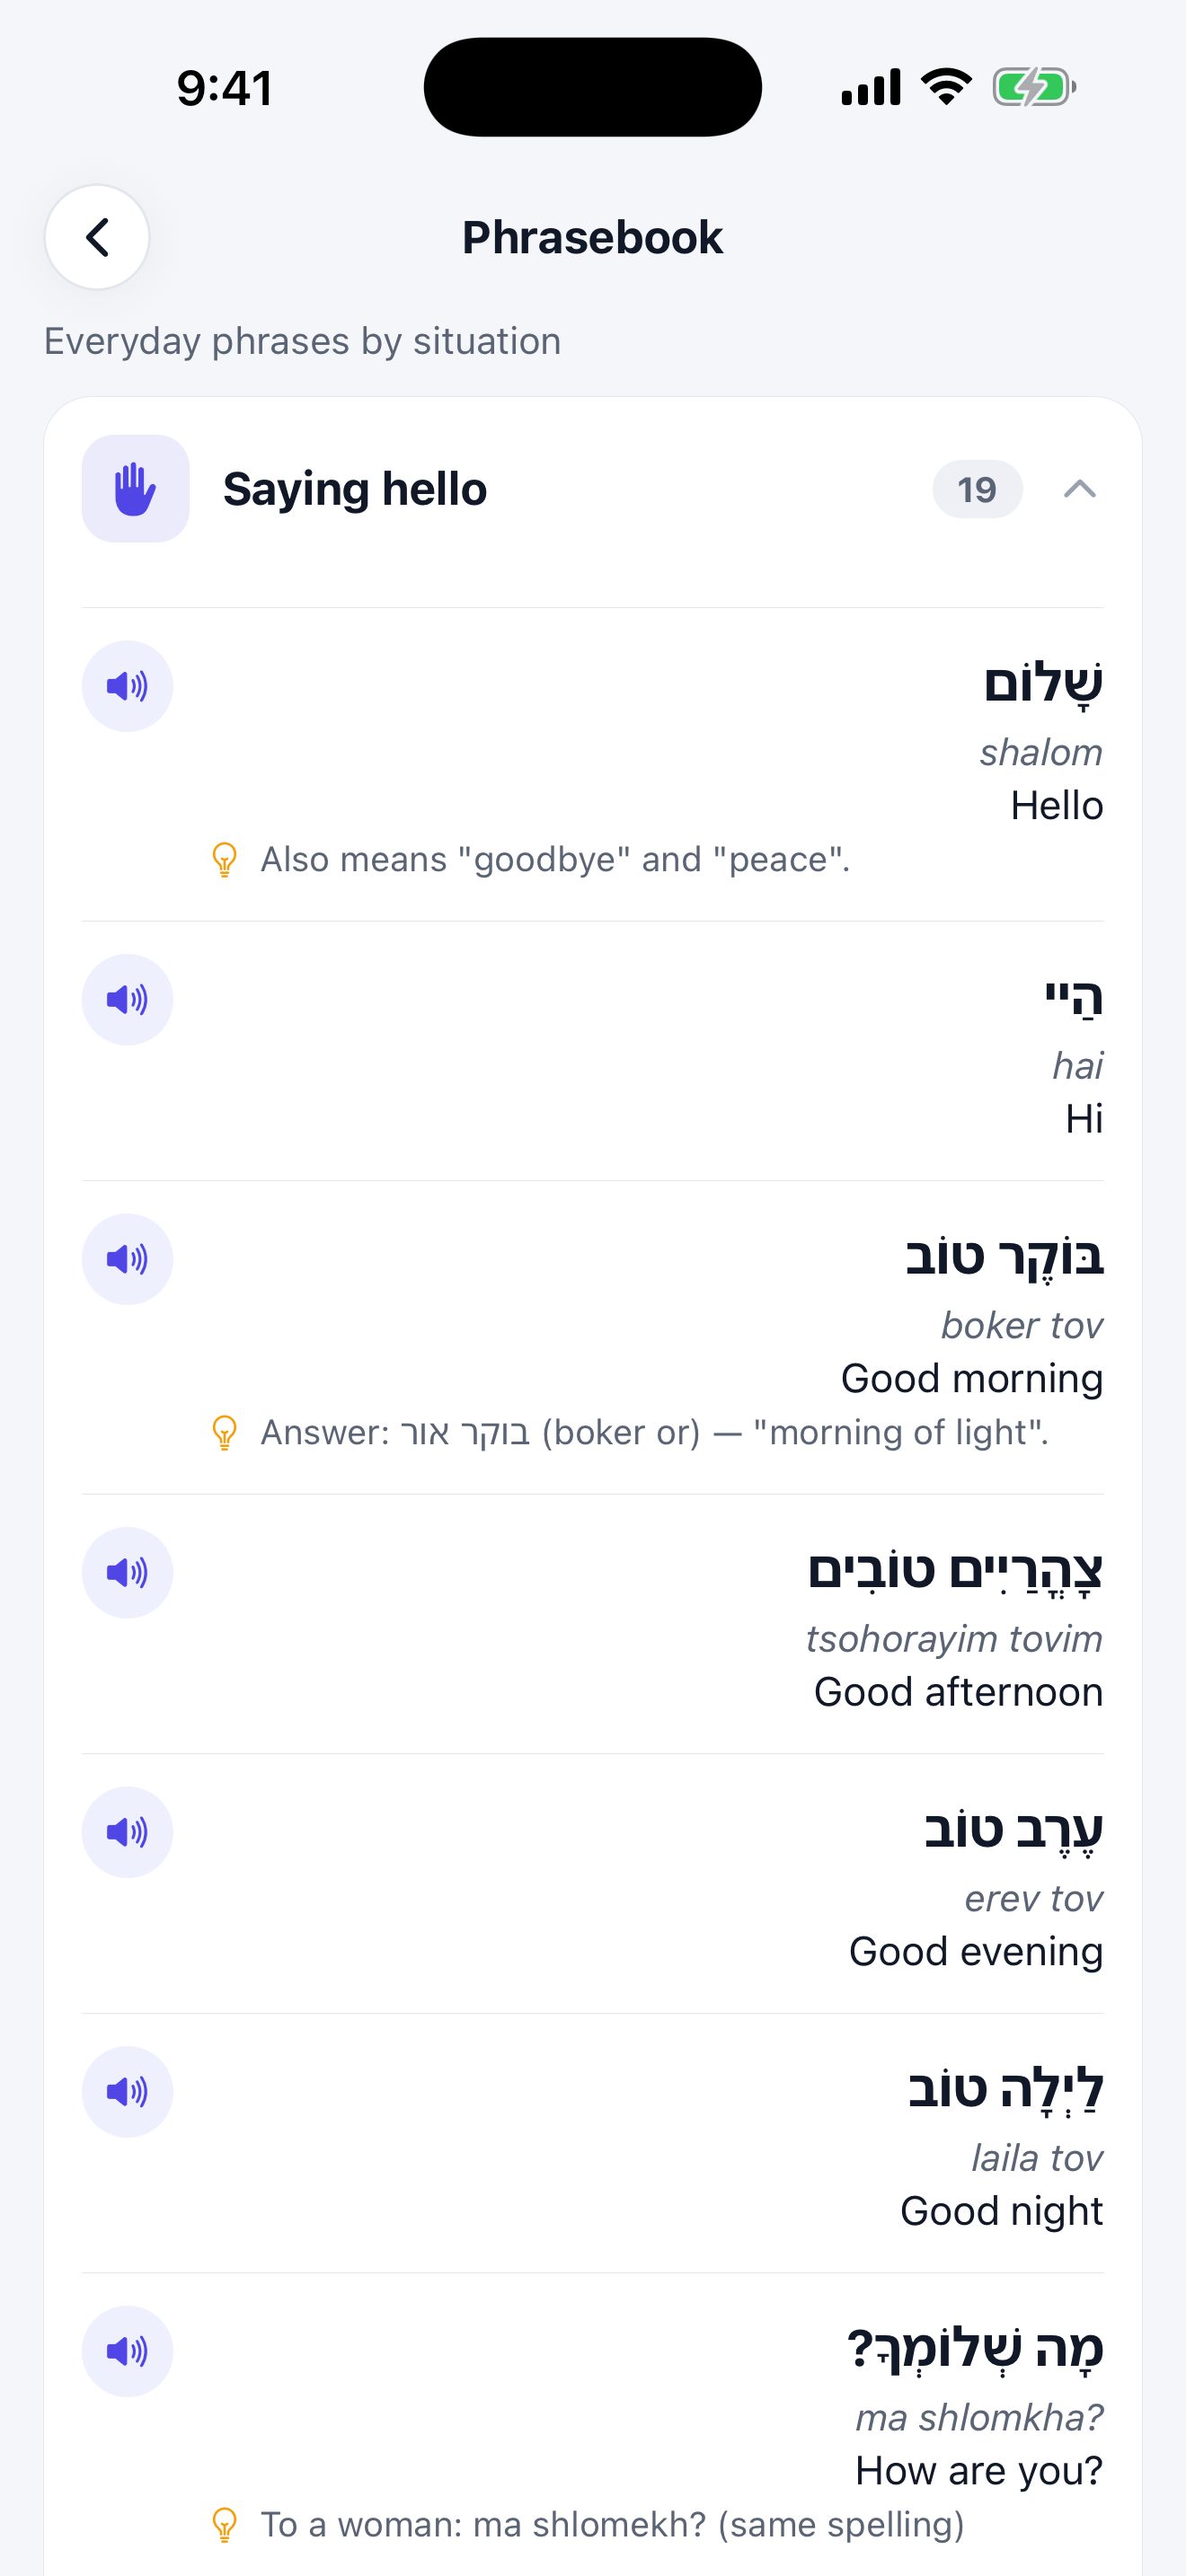 9:41
Phrasebook
Everyday phrases by situation
Saying hello 19
שָׁלוֹם
shalom
Hello
Also means "goodbye" and "peace".
הַיי
hai
Hi
בּוֹקֶר טוֹב
boker tov
Good morning
Answer: בוקר אור (boker or) — "morning of light".
צָהֳרַיִים טוֹבִים
tsohorayim tovim
Good afternoon
עֶרֶב טוֹב
erev tov
Good evening
לַיְלָה טוֹב
laila tov
Good night
מָה שְׁלוֹמְךָ?
ma shlomkha?
How are you?
To a woman: ma shlomekh? (same spelling)